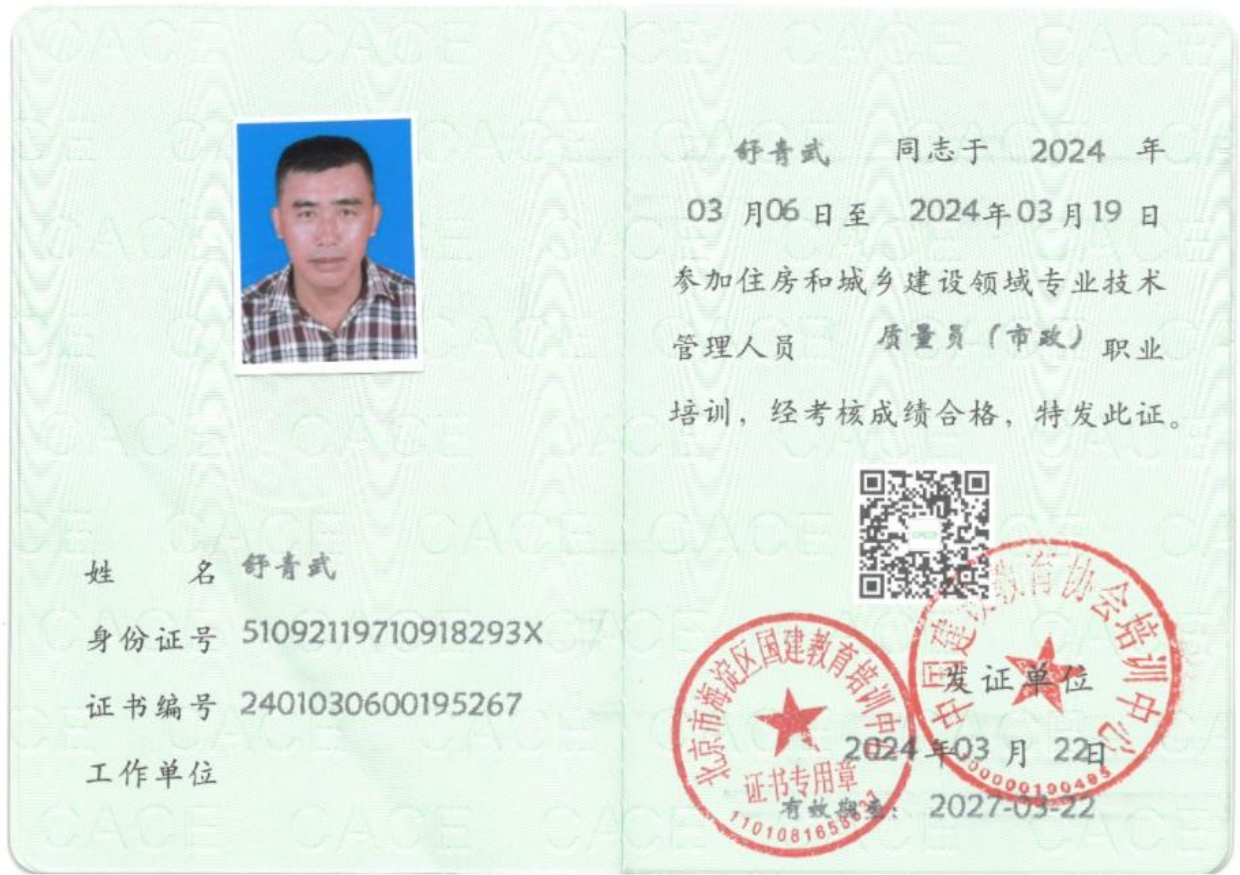 姓 名 舒青武
身份证号 51092119710918293X
证书编号 2401030600195267
工作单位
舒青武 同志于 2024 年
03 月06 日至 2024年03月19 日
参加住房和城乡建设领域专业技术
管理人员 质量员（市政） 职业
培训，经考核成绩合格，特发此证。
中国建设教育协会培训中心
北京市海淀区国建教育培训中心
发证单位
2024 年03 月 22日
证书专用章
有效期至： 2027-03-22
CACE